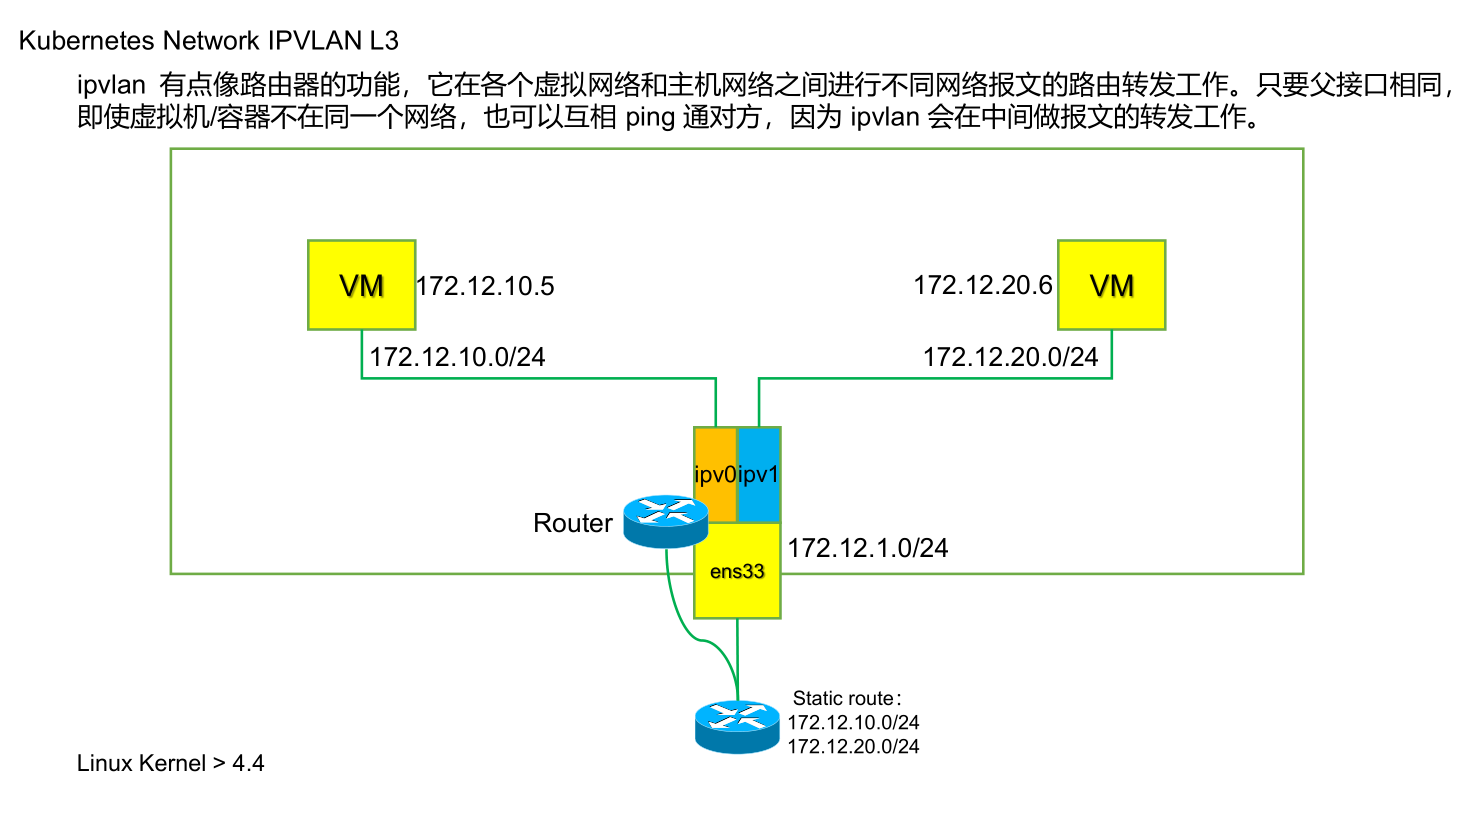 Kubernetes Network IPVLAN L3
ipvlan 有点像路由器的功能，它在各个虚拟网络和主机网络之间进行不同网络报文的路由转发工作。只要父接口相同，
即使虚拟机/容器不在同一个网络，也可以互相 ping 通对方，因为 ipvlan 会在中间做报文的转发工作。
VM
172.12.10.5
172.12.20.6
VM
172.12.10.0/24
172.12.20.0/24
ipv0
ipv1
Router
172.12.1.0/24
ens33
Static route：
172.12.10.0/24
172.12.20.0/24
Linux Kernel > 4.4